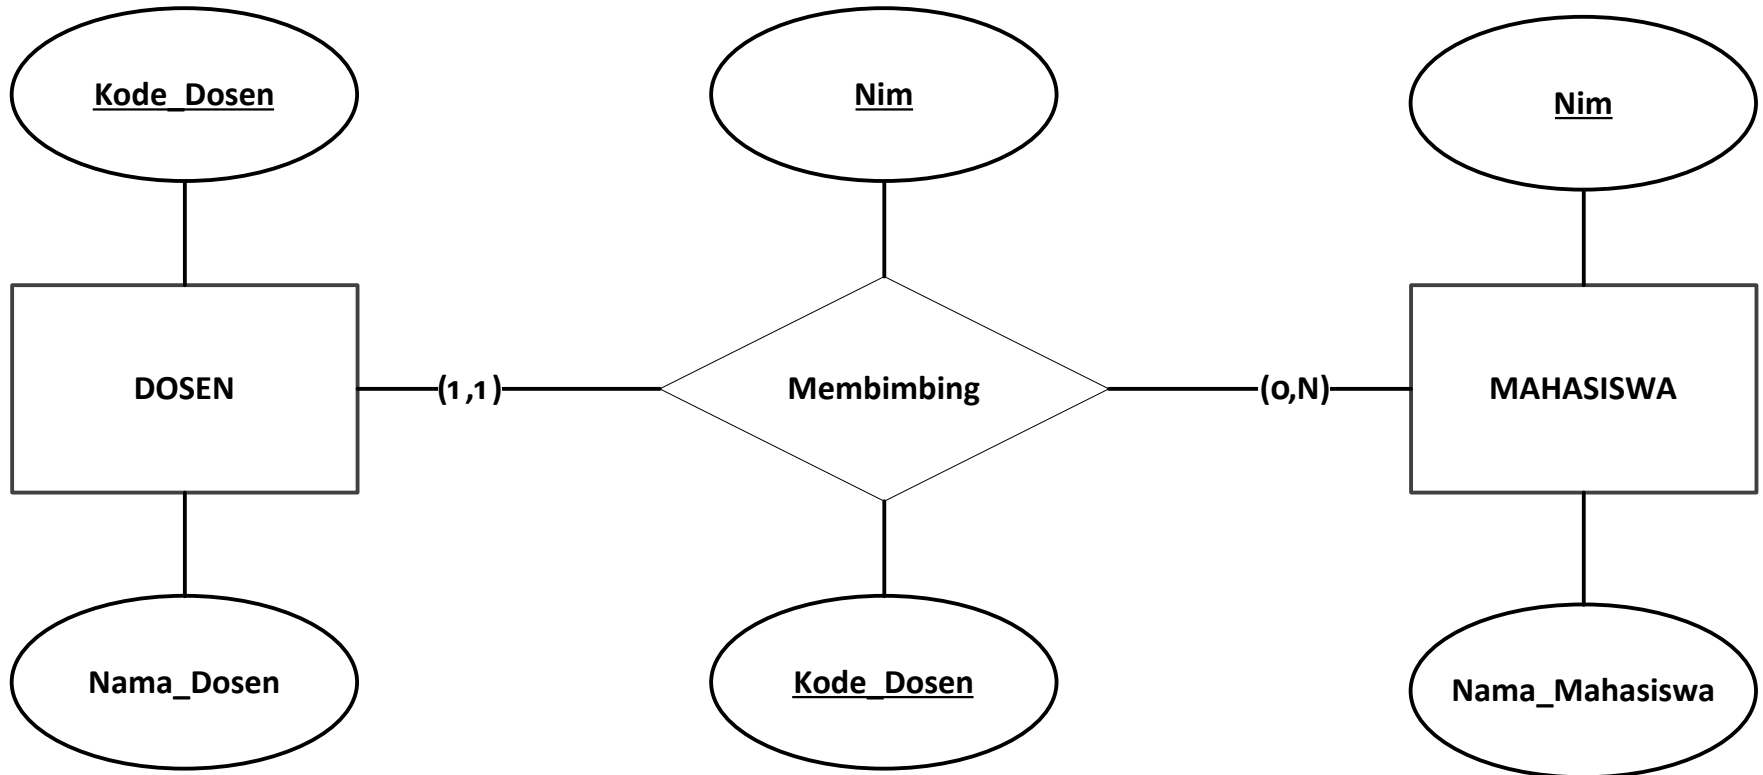 Kode_Dosen
Nim
Nim
DOSEN
(1,1)
Membimbing
(0,N)
MAHASISWA
Nama_Dosen
Kode_Dosen
Nama_Mahasiswa